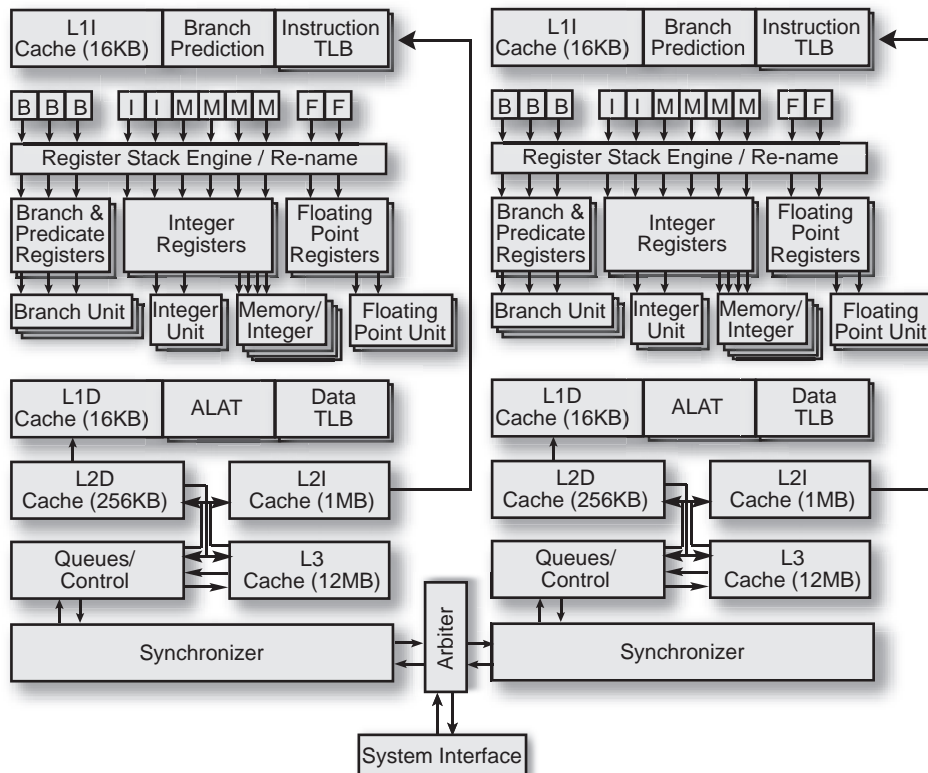 L1I
Cache (16KB)
Branch
Prediction
Instruction
TLB
B B B I I M M M M F F
Register Stack Engine / Re-name
Branch &
Predicate
Registers
Integer
Registers
Floating
Point
Registers
Branch Unit
Integer
Unit
Memory/
Integer
Floating
Point Unit
L1D
Cache (16KB)
ALAT
Data
TLB
L2D
Cache (256KB)
L2I
Cache (1MB)
Queues/
Control
L3
Cache (12MB)
Synchronizer
L1I
Cache (16KB)
Branch
Prediction
Instruction
TLB
B B B I I M M M M F F
Register Stack Engine / Re-name
Branch &
Predicate
Registers
Integer
Registers
Floating
Point
Registers
Branch Unit
Integer
Unit
Memory/
Integer
Floating
Point Unit
L1D
Cache (16KB)
ALAT
Data
TLB
L2D
Cache (256KB)
L2I
Cache (1MB)
Queues/
Control
L3
Cache (12MB)
Synchronizer
Arbiter
System Interface